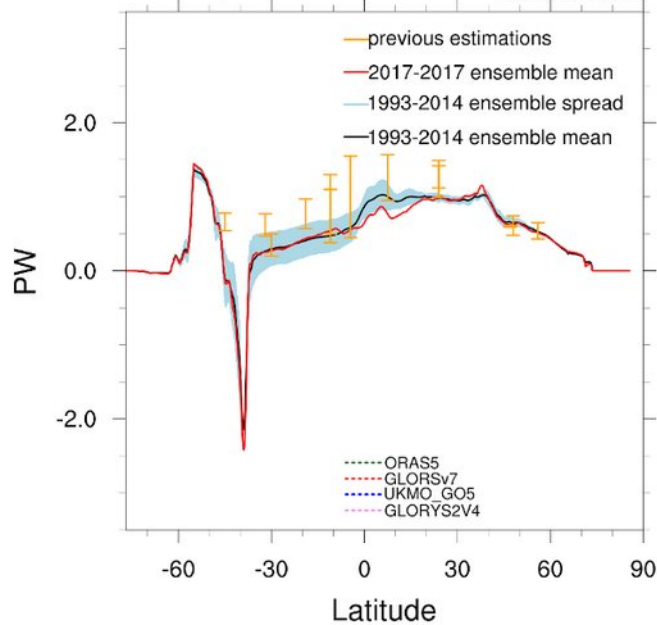 previous estimations
2017-2017 ensemble mean
1993-2014 ensemble spread
1993-2014 ensemble mean
2.0
0.0
-2.0
PW
ORAS5
GLORSv7
UKMO_GO5
GLORYS2V4
-60 -30 0 30 60 90
Latitude